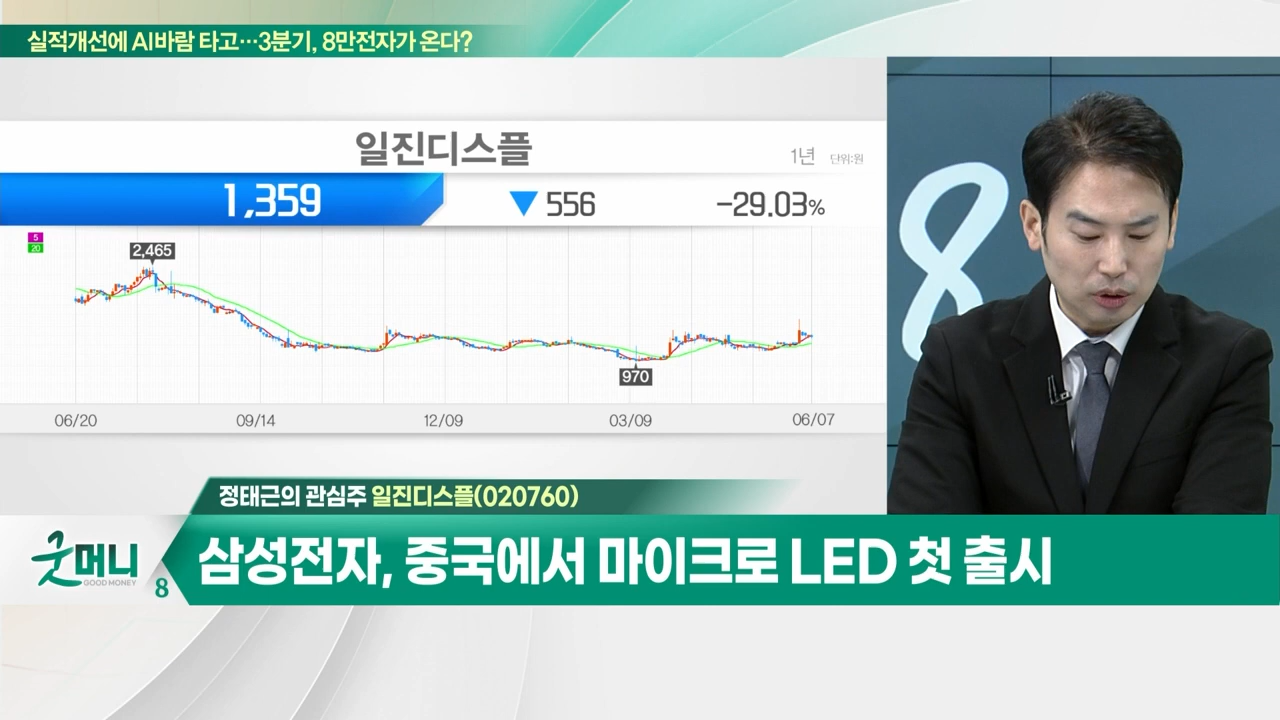 실적개선에 AI바람 타고…3분기, 8만전자가 온다?
일진디스플
1년 단위:원
1,359 ▼ 556 -29.03%
5
20
2,465
970
06/20 09/14 12/09 03/09 06/07
8
정태근의 관심주 일진디스플(020760)
삼성전자, 중국에서 마이크로 LED 첫 출시
굿머니
GOOD MONEY
8